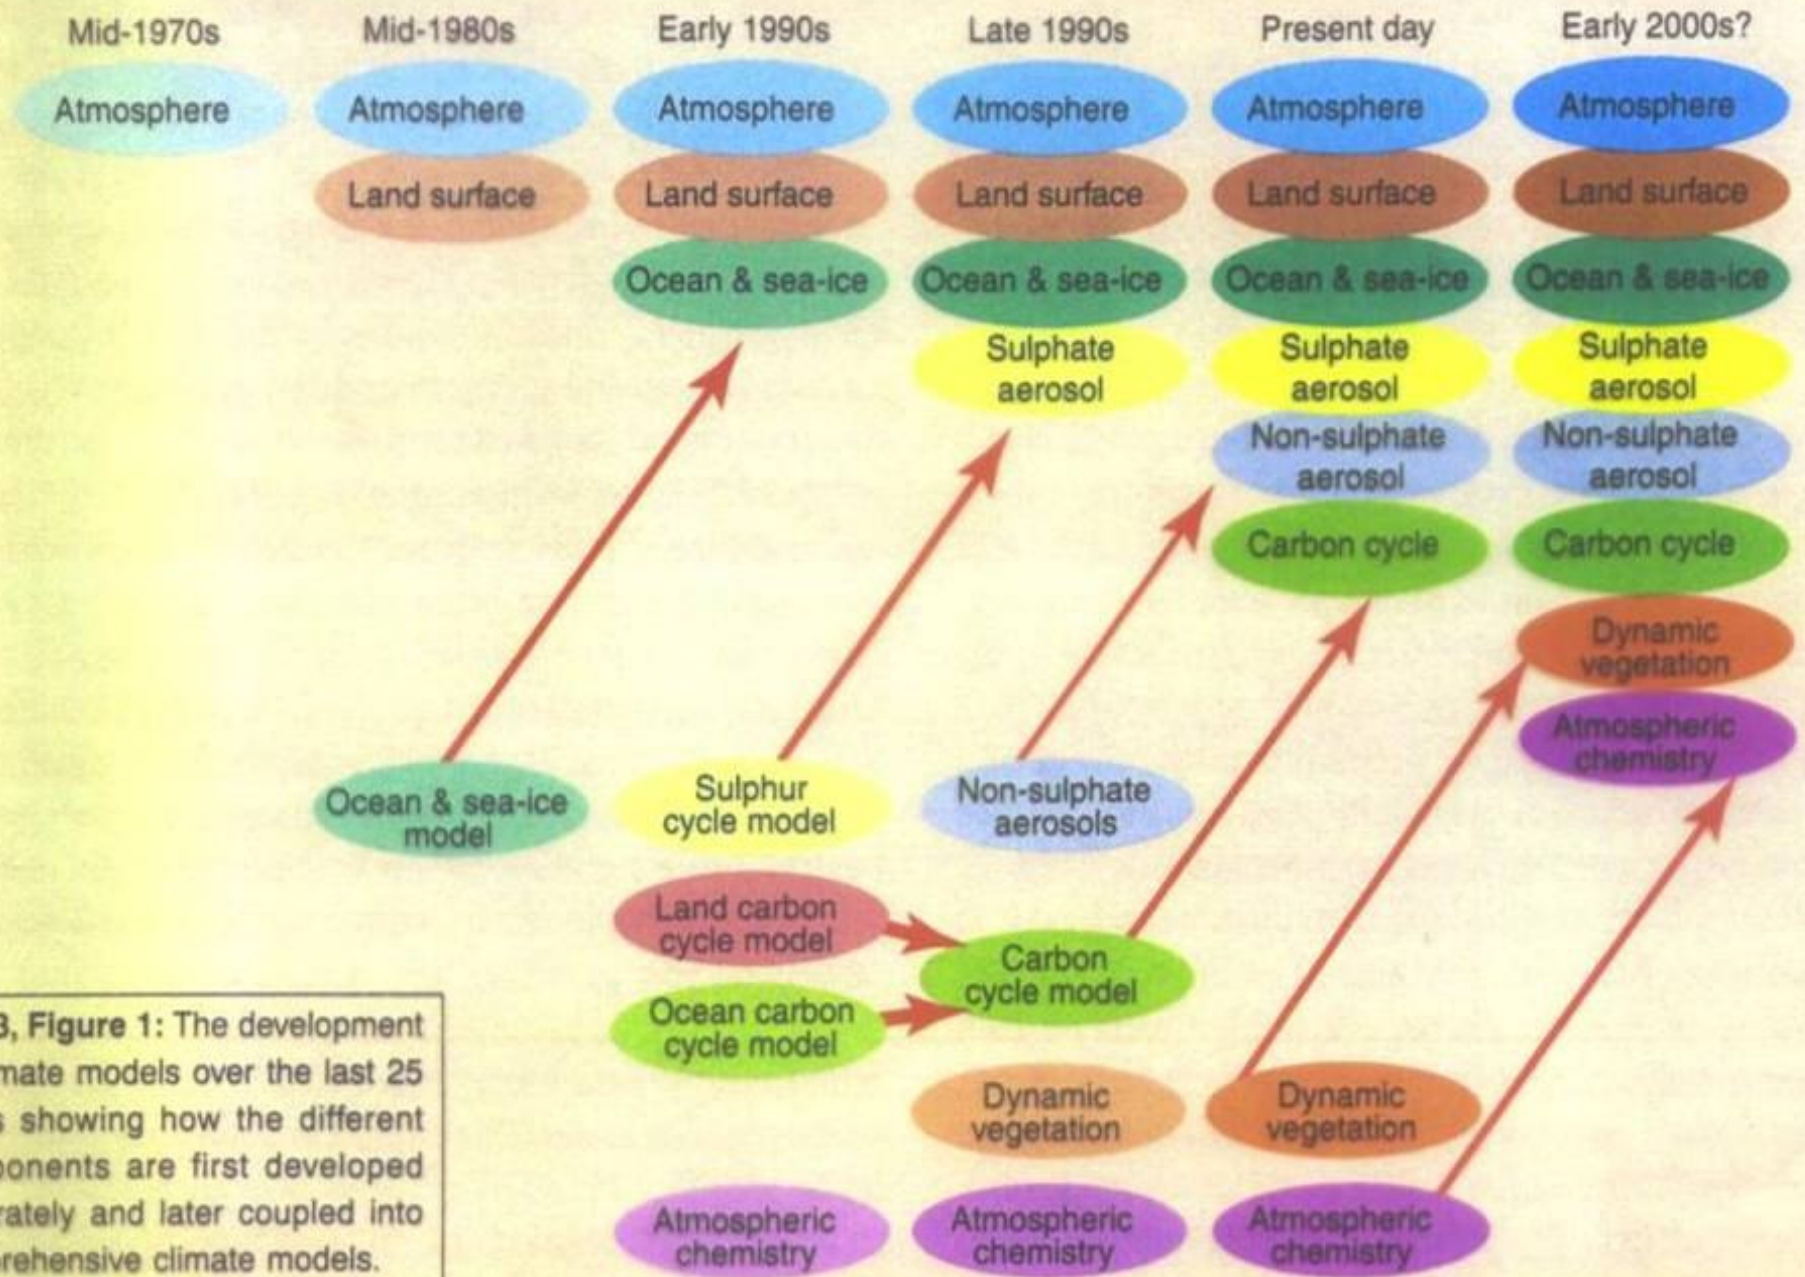 Mid-1970s
Mid-1980s
Early 1990s
Late 1990s
Present day
Early 2000s?
Atmosphere
Atmosphere
Atmosphere
Atmosphere
Atmosphere
Atmosphere
Land surface
Land surface
Land surface
Land surface
Land surface
Ocean & sea-ice
Ocean & sea-ice
Ocean & sea-ice
Ocean & sea-ice
Sulphate
aerosol
Sulphate
aerosol
Sulphate
aerosol
Non-sulphate
aerosol
Non-sulphate
aerosol
Carbon cycle
Carbon cycle
Dynamic
vegetation
Atmospheric
chemistry
Ocean & sea-ice
model
Sulphur
cycle model
Non-sulphate
aerosols
Land carbon
cycle model
Carbon
cycle model
Ocean carbon
cycle model
Dynamic
vegetation
Dynamic
vegetation
Atmospheric
chemistry
Atmospheric
chemistry
Atmospheric
chemistry
3, Figure 1: The development
mate models over the last 25
s showing how the different
ponents are first developed
rately and later coupled into
prehensive climate models.